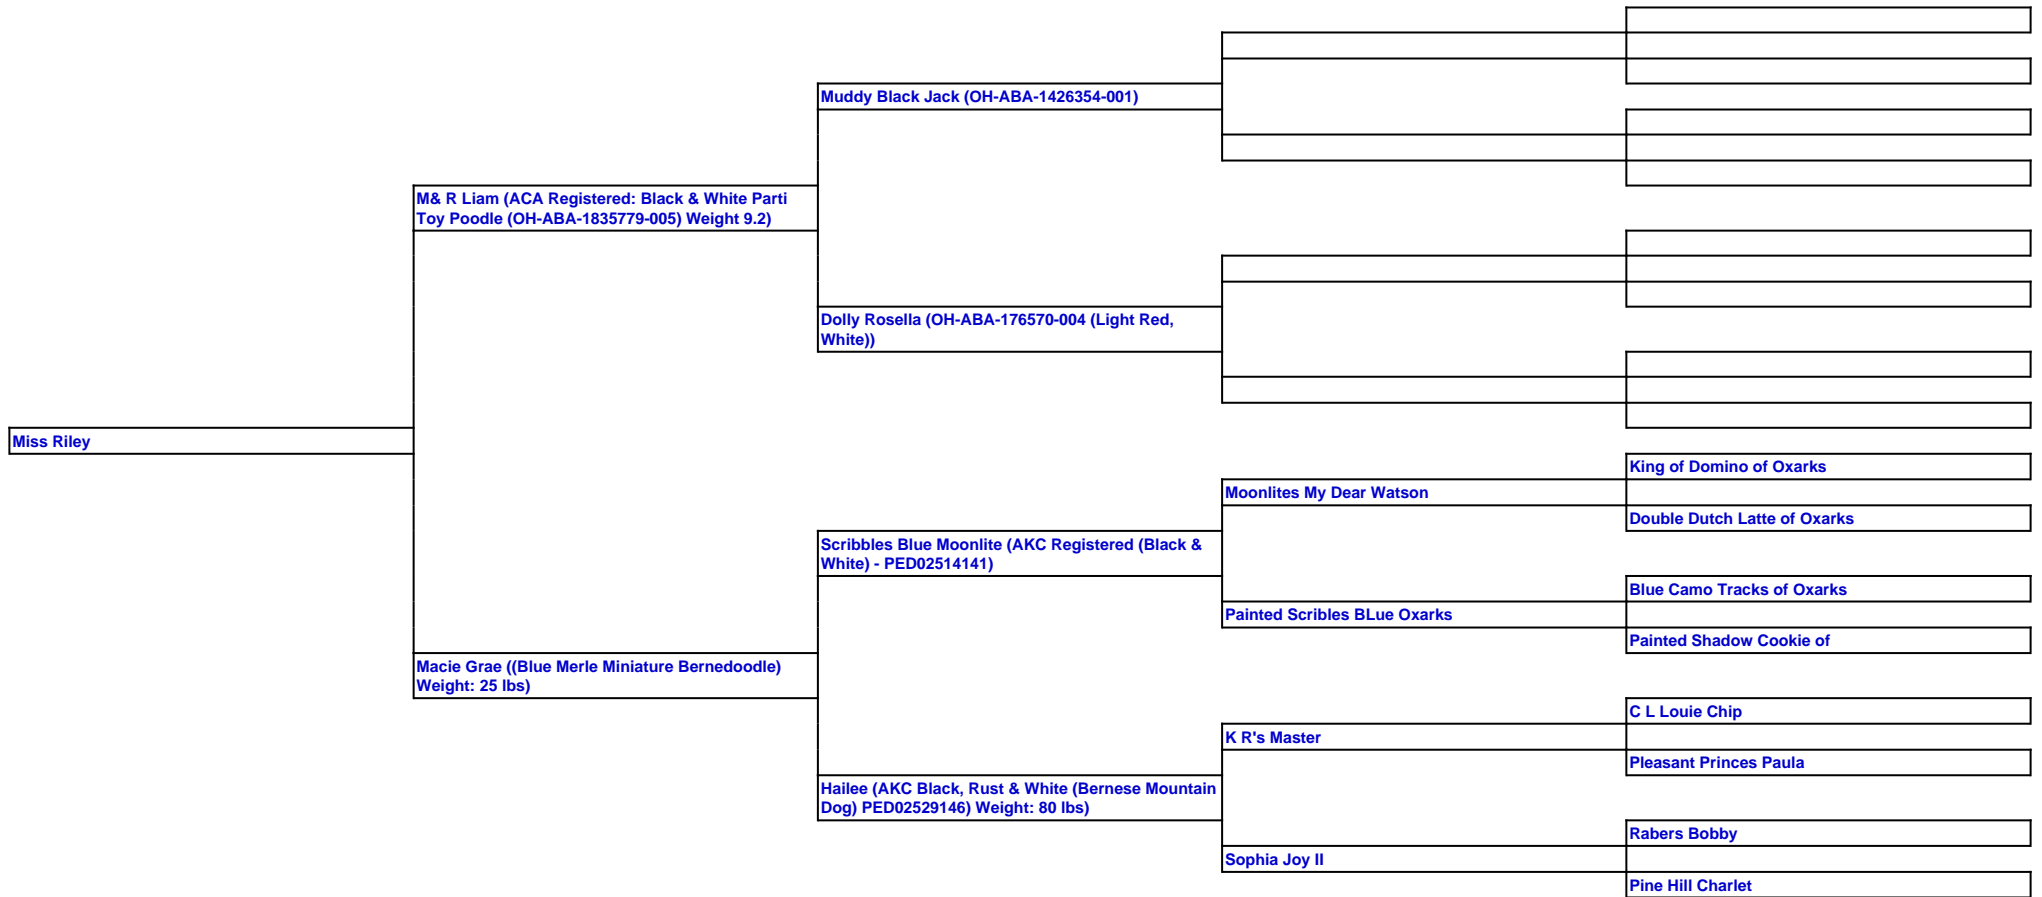 Muddy Black Jack (OH-ABA-1426354-001)
M& R Liam (ACA Registered: Black & White Parti
Toy Poodle (OH-ABA-1835779-005) Weight 9.2)
Dolly Rosella (OH-ABA-176570-004 (Light Red,
White))
Miss Riley
King of Domino of Oxarks
Moonlites My Dear Watson
Double Dutch Latte of Oxarks
Scribbles Blue Moonlite (AKC Registered (Black &
White) - PED02514141)
Blue Camo Tracks of Oxarks
Painted Scribles BLue Oxarks
Painted Shadow Cookie of
Macie Grae ((Blue Merle Miniature Bernedoodle)
Weight: 25 lbs)
C L Louie Chip
K R's Master
Pleasant Princes Paula
Hailee (AKC Black, Rust & White (Bernese Mountain
Dog) PED02529146) Weight: 80 lbs)
Rabers Bobby
Sophia Joy II
Pine Hill Charlet